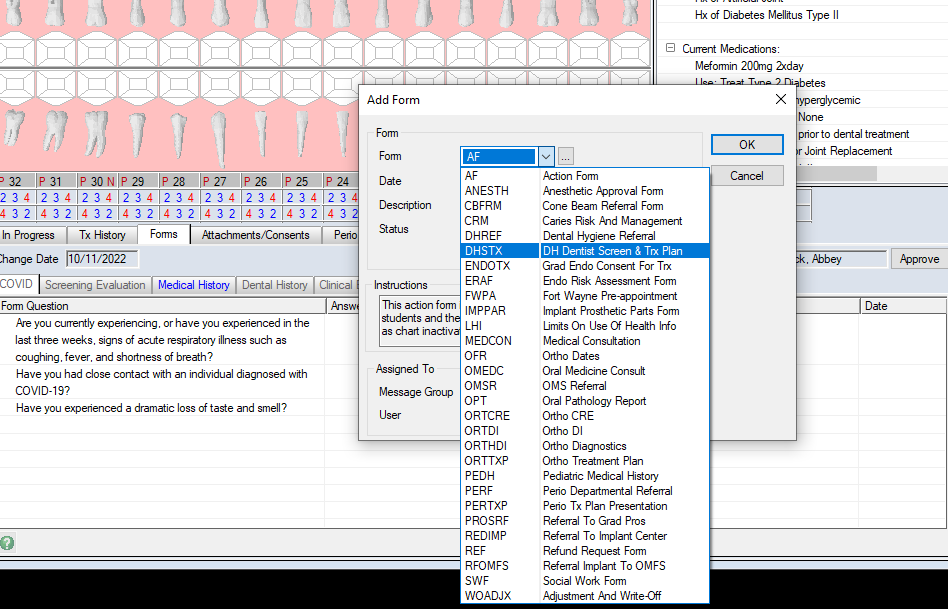 Hx of Artificial Joint
Hx of Diabetes Mellitus Type II
Current Medications:
Meformin 200mg 2xday
Use: Treat Type 2 Diabetes
hyperglycemic
None
prior to dental treatment
or Joint Replacement
P 32 P 31 P 30 N P 29 P 28 P 27 P 26 P 25 P 24
2 3 4 2 3 4 2 3 4 2 3 4 2 3 4 2 3 4 2 3 4 2 3 4 2 3 4
4 3 2 4 3 2 4 3 2 4 3 2 4 3 2 4 3 2 4 3 2 4 3 2 4 3 2
In Progress Tx History Forms Attachments/Consents Perio
Change Date 10/11/2022
ck, Abbey Approve
COVID Screening Evaluation Medical History Dental History Clinical E
Form Question Answe Date
Are you currently experiencing, or have you experienced in the
last three weeks, signs of acute respiratory illness such as
coughing, fever, and shortness of breath?
Have you had close contact with an individual diagnosed with
COVID-19?
Have you experienced a dramatic loss of taste and smell?
Add Form
Form
Form AF ...
Date
Description
Status
OK
Cancel
Instructions
This action form
students and the
as chart inactiva
Assigned To
Message Group
User
AF Action Form
ANESTH Anesthetic Approval Form
CBFRM Cone Beam Referral Form
CRM Caries Risk And Management
DHREF Dental Hygiene Referral
DHSTX DH Dentist Screen & Trx Plan
ENDOTX Grad Endo Consent For Trx
ERAF Endo Risk Assessment Form
FWPA Fort Wayne Pre-appointment
IMPPAR Implant Prosthetic Parts Form
LHI Limits On Use Of Health Info
MEDCON Medical Consultation
OFR Ortho Dates
OMEDC Oral Medicine Consult
OMSR OMS Referral
OPT Oral Pathology Report
ORTCRE Ortho CRE
ORTDI Ortho DI
ORTHDI Ortho Diagnostics
ORTTXP Ortho Treatment Plan
PEDH Pediatric Medical History
PERF Perio Departmental Referral
PERTXP Perio Tx Plan Presentation
PROSRF Referral To Grad Pros
REDIMP Referral To Implant Center
REF Refund Request Form
RFOMFS Referral Implant To OMFS
SWF Social Work Form
WOADJX Adjustment And Write-Off